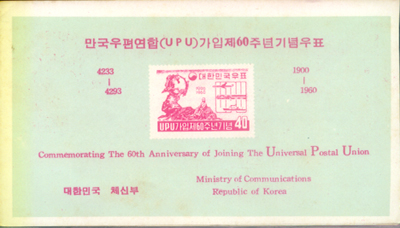 만국우편연합(UPU)가입제60주년기념우표
4233
4293
1900
1960
대한민국우표
UPU가입제60주년기념 40
Commemorating The 60th Anniversary of Joining The Universal Postal Union
대한민국 체신부
Ministry of Communications
Republic of Korea